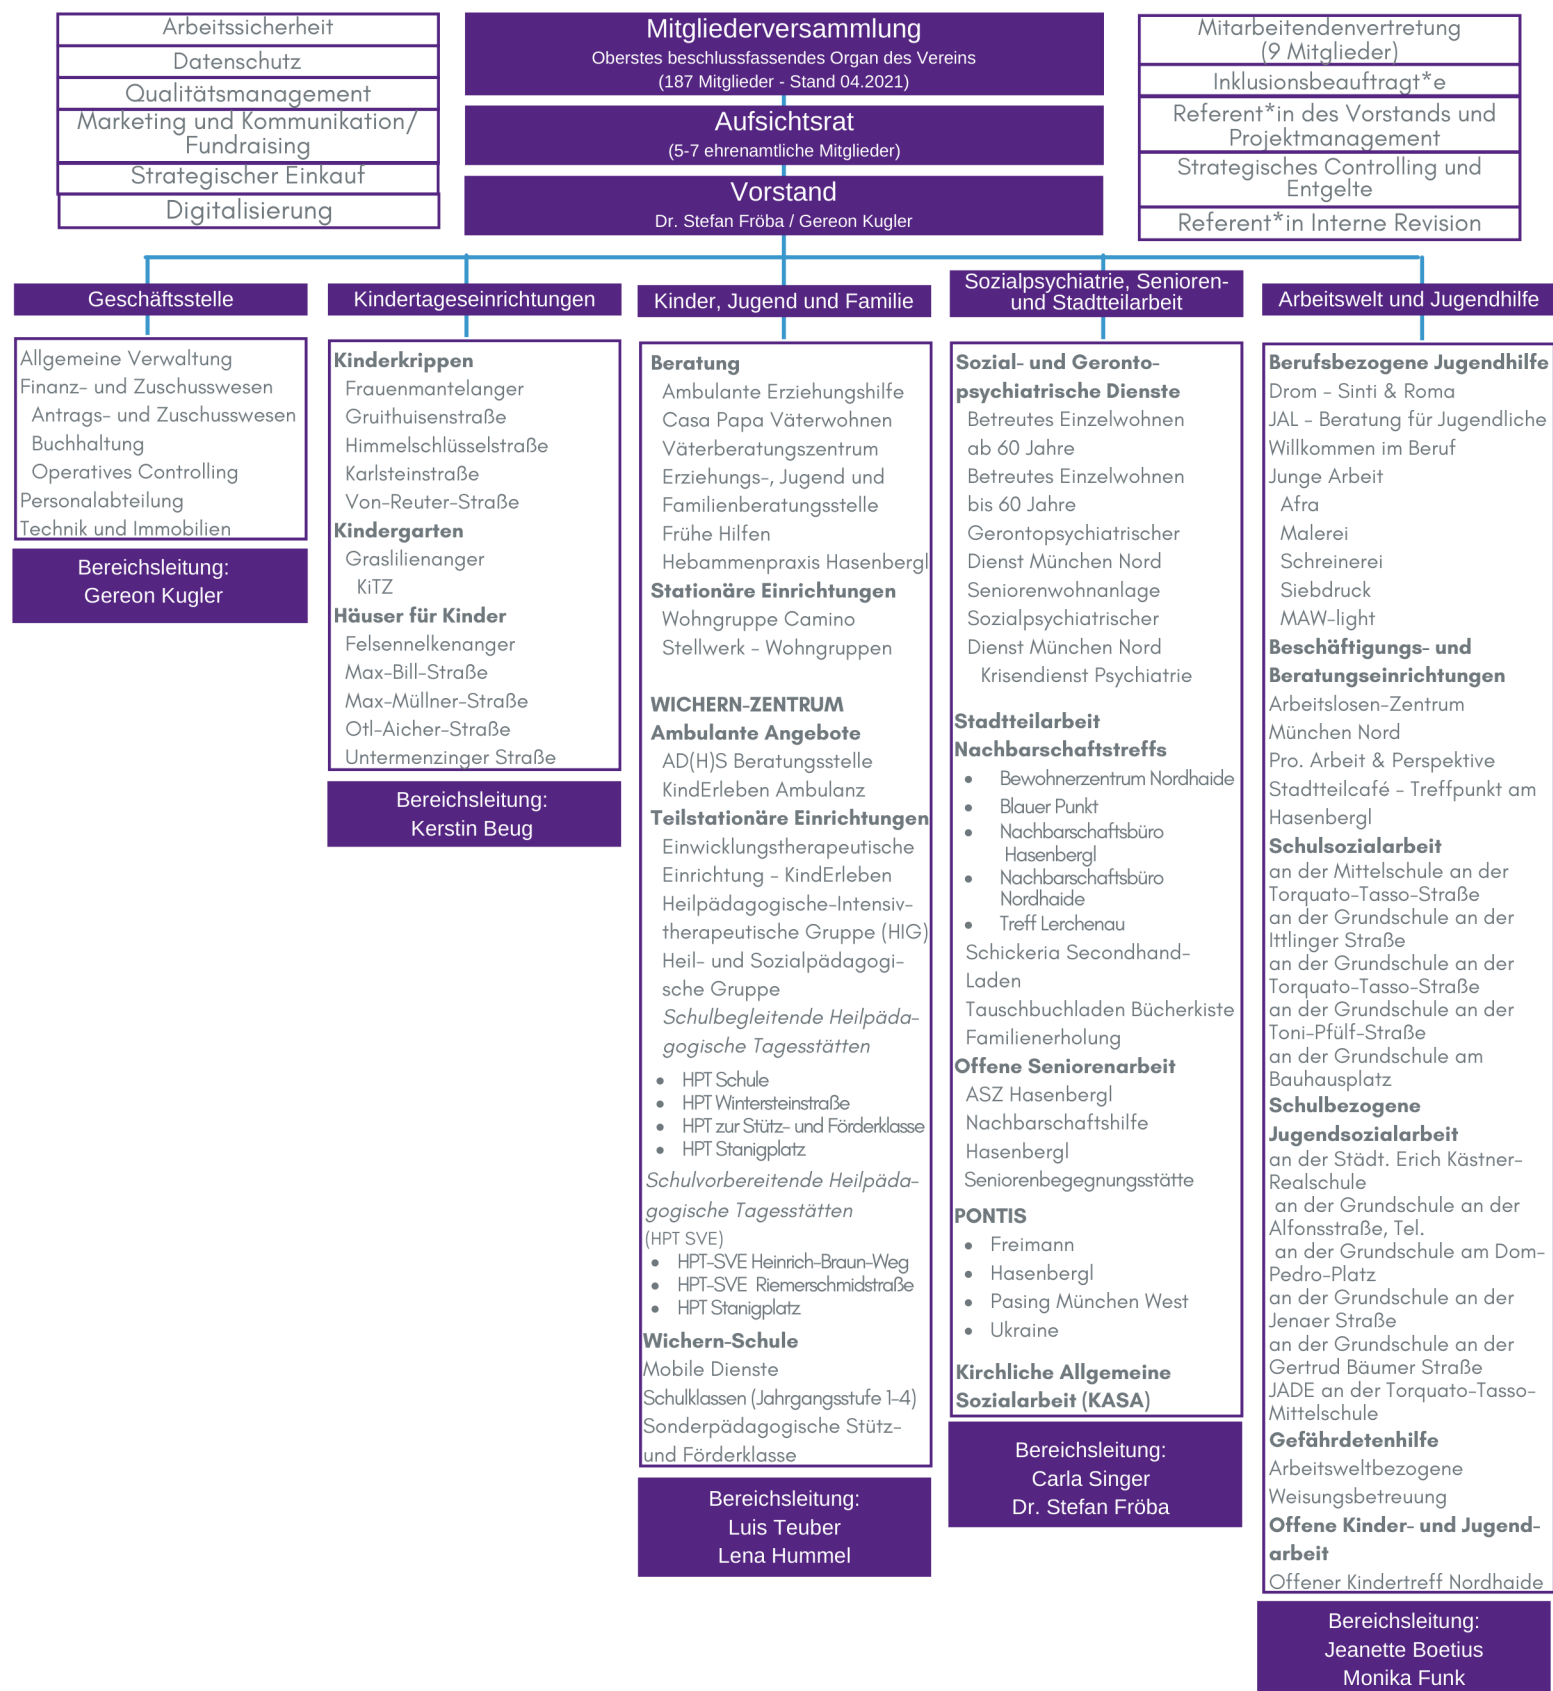 Arbeitssicherheit
Datenschutz
Qualitätsmanagement
Marketing und Kommunikation/
Fundraising
Strategischer Einkauf
Digitalisierung
Mitgliederversammlung
Oberstes beschlussfassendes Organ des Vereins
(187 Mitglieder - Stand 04.2021)
Aufsichtsrat
(5-7 ehrenamtliche Mitglieder)
Vorstand
Dr. Stefan Fröba / Gereon Kugler
Mitarbeitendenvertretung
(9 Mitglieder)
Inklusionsbeauftragt*e
Referent*in des Vorstands und
Projektmanagement
Strategisches Controlling und
Entgelte
Referent*in Interne Revision
Geschäftsstelle
Allgemeine Verwaltung
Finanz- und Zuschusswesen
Antrags- und Zuschusswesen
Buchhaltung
Operatives Controlling
Personalabteilung
Technik und Immobilien
Bereichsleitung:
Gereon Kugler
Kindertageseinrichtungen
Kinderkrippen
Frauenmantelanger
Gruithuisenstraße
Himmelschlüsselstraße
Karlsteinstraße
Von-Reuter-Straße
Kindergarten
Graslilienanger
KiTZ
Häuser für Kinder
Felsennelkenanger
Max-Bill-Straße
Max-Müllner-Straße
Otl-Aicher-Straße
Untermenzinger Straße
Bereichsleitung:
Kerstin Beug
Kinder, Jugend und Familie
Beratung
Ambulante Erziehungshilfe
Casa Papa Väterwohnen
Väterberatungszentrum
Erziehungs-, Jugend und
Familienberatungsstelle
Frühe Hilfen
Hebammenpraxis Hasenbergl
Stationäre Einrichtungen
Wohngruppe Camino
Stellwerk - Wohngruppen
WICHERN-ZENTRUM
Ambulante Angebote
AD(H)S Beratungsstelle
KindErleben Ambulanz
Teilstationäre Einrichtungen
Einwicklungstherapeutische
Einrichtung - KindErleben
Heilpädagogische-Intensiv-
therapeutische Gruppe (HIG)
Heil- und Sozialpädagogi-
sche Gruppe
Schulbegleitende Heilpäda-
gogische Tagesstätten
• HPT Schule
• HPT Wintersteinstraße
• HPT zur Stütz- und Förderklasse
• HPT Stanigplatz
Schulvorbereitende Heilpäda-
gogische Tagesstätten
(HPT SVE)
• HPT-SVE Heinrich-Braun-Weg
• HPT-SVE Riemerschmidstraße
• HPT Stanigplatz
Wichern-Schule
Mobile Dienste
Schulklassen (Jahrgangsstufe 1-4)
Sonderpädagogische Stütz-
und Förderklasse
Bereichsleitung:
Luis Teuber
Lena Hummel
Sozialpsychiatrie, Senioren-
und Stadtteilarbeit
Sozial- und Geronto-
psychiatrische Dienste
Betreutes Einzelwohnen
ab 60 Jahre
Betreutes Einzelwohnen
bis 60 Jahre
Gerontopsychiatrischer
Dienst München Nord
Seniorenwohnanlage
Sozialpsychiatrischer
Dienst München Nord
Krisendienst Psychiatrie
Stadtteilarbeit
Nachbarschaftstreffs
• Bewohnerzentrum Nordhaide
• Blauer Punkt
• Nachbarschaftsbüro
Hasenbergl
• Nachbarschaftsbüro
Nordhaide
• Treff Lerchenau
Schickeria Secondhand-
Laden
Tauschbuchladen Bücherkiste
Familienerholung
Offene Seniorenarbeit
ASZ Hasenbergl
Nachbarschaftshilfe
Hasenbergl
Seniorenbegegnungsstätte
PONTIS
• Freimann
• Hasenbergl
• Pasing München West
• Ukraine
Kirchliche Allgemeine
Sozialarbeit (KASA)
Bereichsleitung:
Carla Singer
Dr. Stefan Fröba
Arbeitswelt und Jugendhilfe
Berufsbezogene Jugendhilfe
Drom - Sinti & Roma
JAL - Beratung für Jugendliche
Willkommen im Beruf
Junge Arbeit
Afra
Malerei
Schreinerei
Siebdruck
MAW-light
Beschäftigungs- und
Beratungseinrichtungen
Arbeitslosen-Zentrum
München Nord
Pro. Arbeit & Perspektive
Stadtteilcafé - Treffpunkt am
Hasenbergl
Schulsozialarbeit
an der Mittelschule an der
Torquato-Tasso-Straße
an der Grundschule an der
Ittlinger Straße
an der Grundschule an der
Torquato-Tasso-Straße
an der Grundschule an der
Toni-Pfülf-Straße
an der Grundschule am
Bauhausplatz
Schulbezogene
Jugendsozialarbeit
an der Städt. Erich Kästner-
Realschule
an der Grundschule an der
Alfonsstraße, Tel.
an der Grundschule am Dom-
Pedro-Platz
an der Grundschule an der
Jenaer Straße
an der Grundschule an der
Gertrud Bäumer Straße
JADE an der Torquato-Tasso-
Mittelschule
Gefährdetenhilfe
Arbeitsweltbezogene
Weisungsbetreuung
Offene Kinder- und Jugend-
arbeit
Offener Kindertreff Nordhaide
Bereichsleitung:
Jeanette Boetius
Monika Funk